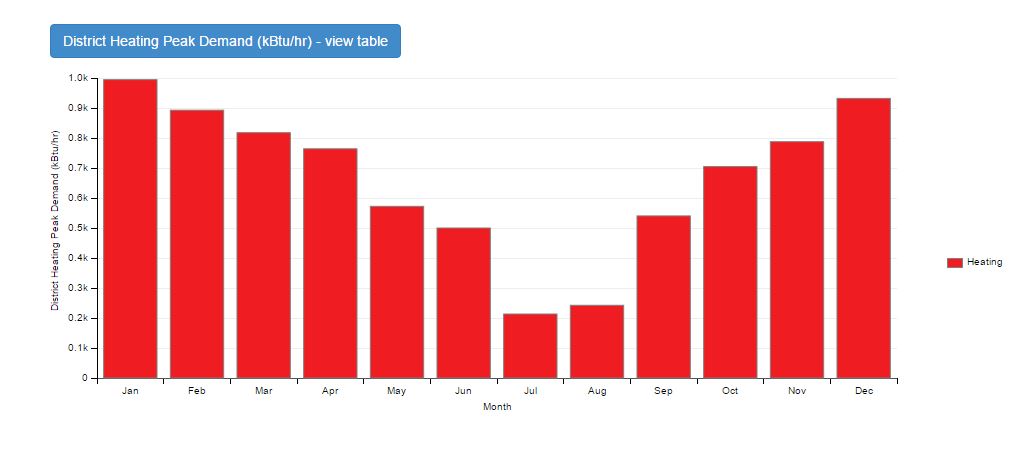 District Heating Peak Demand (kBtu/hr) - view table
District Heating Peak Demand (kBtu/hr)
1.0k
0.9k
0.8k
0.7k
0.6k
0.5k
0.4k
0.3k
0.2k
0.1k
0
Jan Feb Mar Apr May Jun Jul Aug Sep Oct Nov Dec
Month
Heating